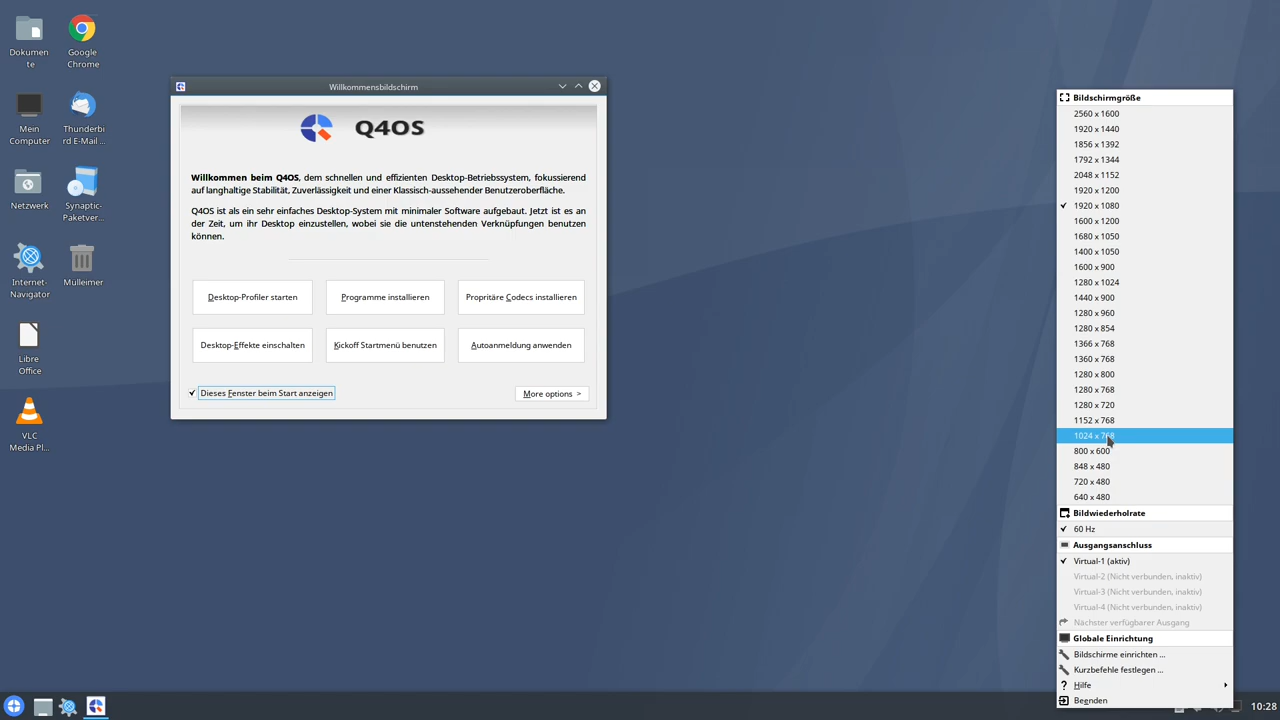 Dokumen
te
Google
Chrome
Mein
Computer
Thunderbi
rd E-Mail ...
Netzwerk
Synaptic-
Paketver...
Internet-
Navigator
Mülleimer
Libre
Office
VLC
Media Pl...
Willkommensbildschirm
Q4OS
Willkommen beim Q4OS, dem schnellen und effizienten Desktop-Betriebssystem, fokussierend
auf langhaltige Stabilität, Zuverlässigkeit und einer Klassisch-aussehender Benutzeroberfläche.
Q4OS ist als ein sehr einfaches Desktop-System mit minimaler Software aufgebaut. Jetzt ist es an
der Zeit, um ihr Desktop einzustellen, wobei sie die untenstehenden Verknüpfungen benutzen
können.
Desktop-Profiler starten
Programme installieren
Propritäre Codecs installieren
Desktop-Effekte einschalten
Kickoff Startmenü benutzen
Autoanmeldung anwenden
Dieses Fenster beim Start anzeigen
More options >
Bildschirmgröße
2560 x 1600
1920 x 1440
1856 x 1392
1792 x 1344
2048 x 1152
1920 x 1200
1920 x 1080
1600 x 1200
1680 x 1050
1400 x 1050
1600 x 900
1280 x 1024
1440 x 900
1280 x 960
1280 x 854
1366 x 768
1360 x 768
1280 x 800
1280 x 768
1280 x 720
1152 x 768
1024 x 768
800 x 600
848 x 480
720 x 480
640 x 480
Bildwiederholrate
60 Hz
Ausgangsanschluss
Virtual-1 (aktiv)
Virtual-2 (Nicht verbunden, inaktiv)
Virtual-3 (Nicht verbunden, inaktiv)
Virtual-4 (Nicht verbunden, inaktiv)
Nächster verfügbarer Ausgang
Globale Einrichtung
Bildschirme einrichten ...
Kurzbefehle festlegen ...
Hilfe
Beenden
10:28